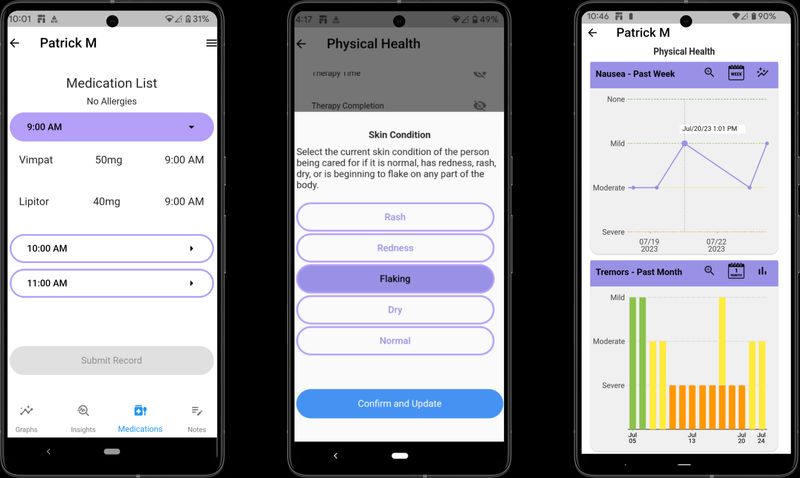 10:01
31%
Patrick M
Medication List
No Allergies
9:00 AM
Vimpat 50mg 9:00 AM
Lipitor 40mg 9:00 AM
10:00 AM
11:00 AM
Submit Record
Graphs Insights Medications Notes
4:17
49%
Physical Health
Therapy Time
Therapy Completion
Skin Condition
Select the current skin condition of the person
being cared for if it is normal, has redness, rash,
dry, or is beginning to flake on any part of the
body.
Rash
Redness
Flaking
Dry
Normal
Confirm and Update
10:46
90%
Patrick M
Physical Health
Nausea - Past Week
WEEK
None
Jul/20/23 1:01 PM
Mild
Moderate
Severe
07/19 07/22
2023 2023
Tremors - Past Month
1
MONTH
Mild
Moderate
Severe
Jul Jul Jul Jul
05 13 20 24